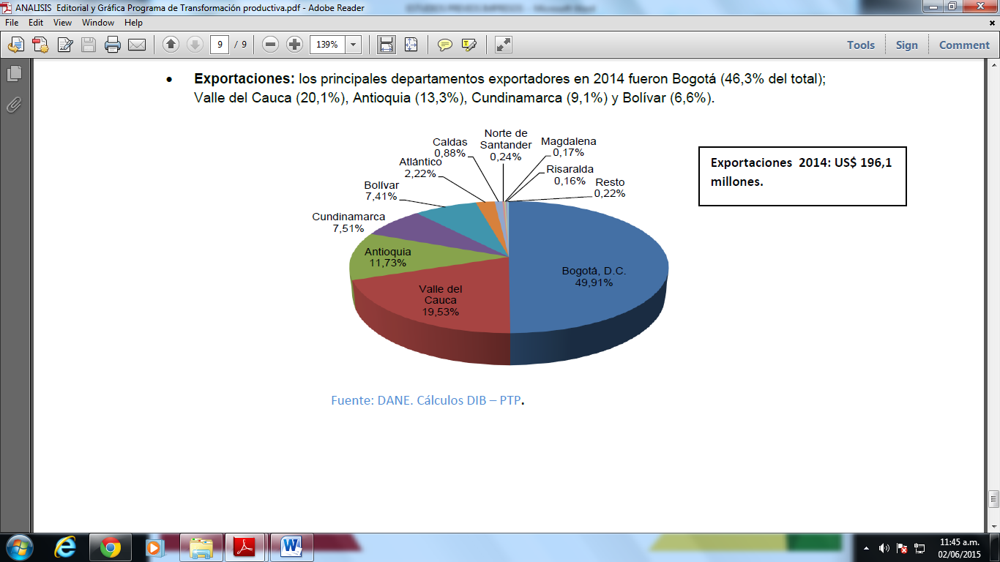 ANALISIS Editorial y Gráfica Programa de Transformación productiva.pdf - Adobe Reader
File Edit View Window Help
9 / 9 139% Tools Sign Comment
• Exportaciones: los principales departamentos exportadores en 2014 fueron Bogotá (46,3% del total);
Valle del Cauca (20,1%), Antioquia (13,3%), Cundinamarca (9,1%) y Bolívar (6,6%).
Norte de
Santander
0,24%
Caldas
0,88%
Magdalena
0,17%
Atlántico
2,22%
Risaralda
0,16%
Bolívar
7,41%
Resto
0,22%
Cundinamarca
7,51%
Antioquia
11,73%
Bogotá, D.C.
49,91%
Valle del
Cauca
19,53%
Exportaciones 2014: US$ 196,1
millones.
Fuente: DANE. Cálculos DIB – PTP.
11:45 a.m.
02/06/2015